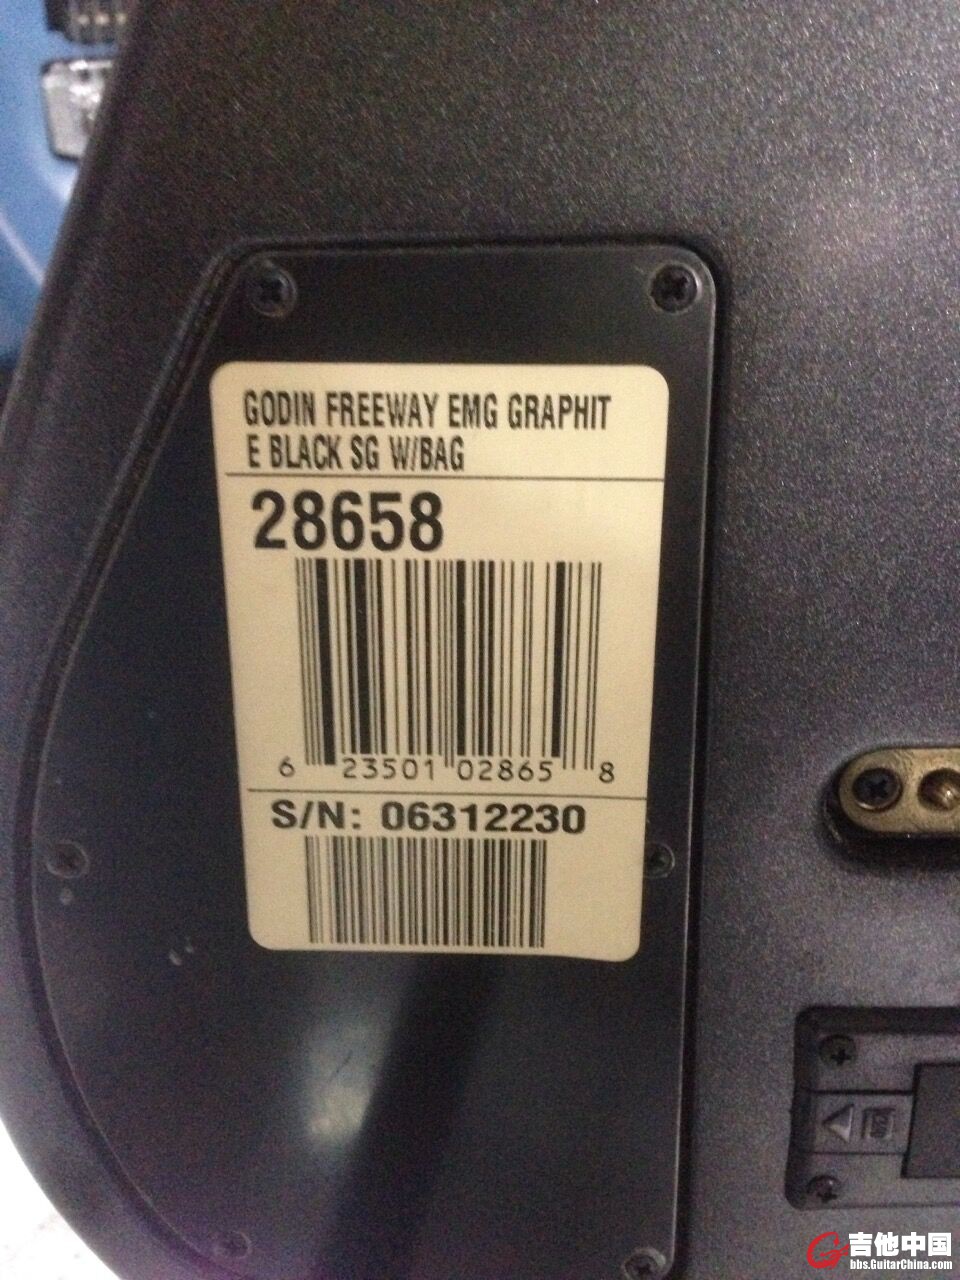 GODIN FREEWAY EMG GRAPHIT
E BLACK SG W/BAG
28658
6 23501 02865 8
S/N: 06312230
吉他中国
bbs.GuitarChina.com